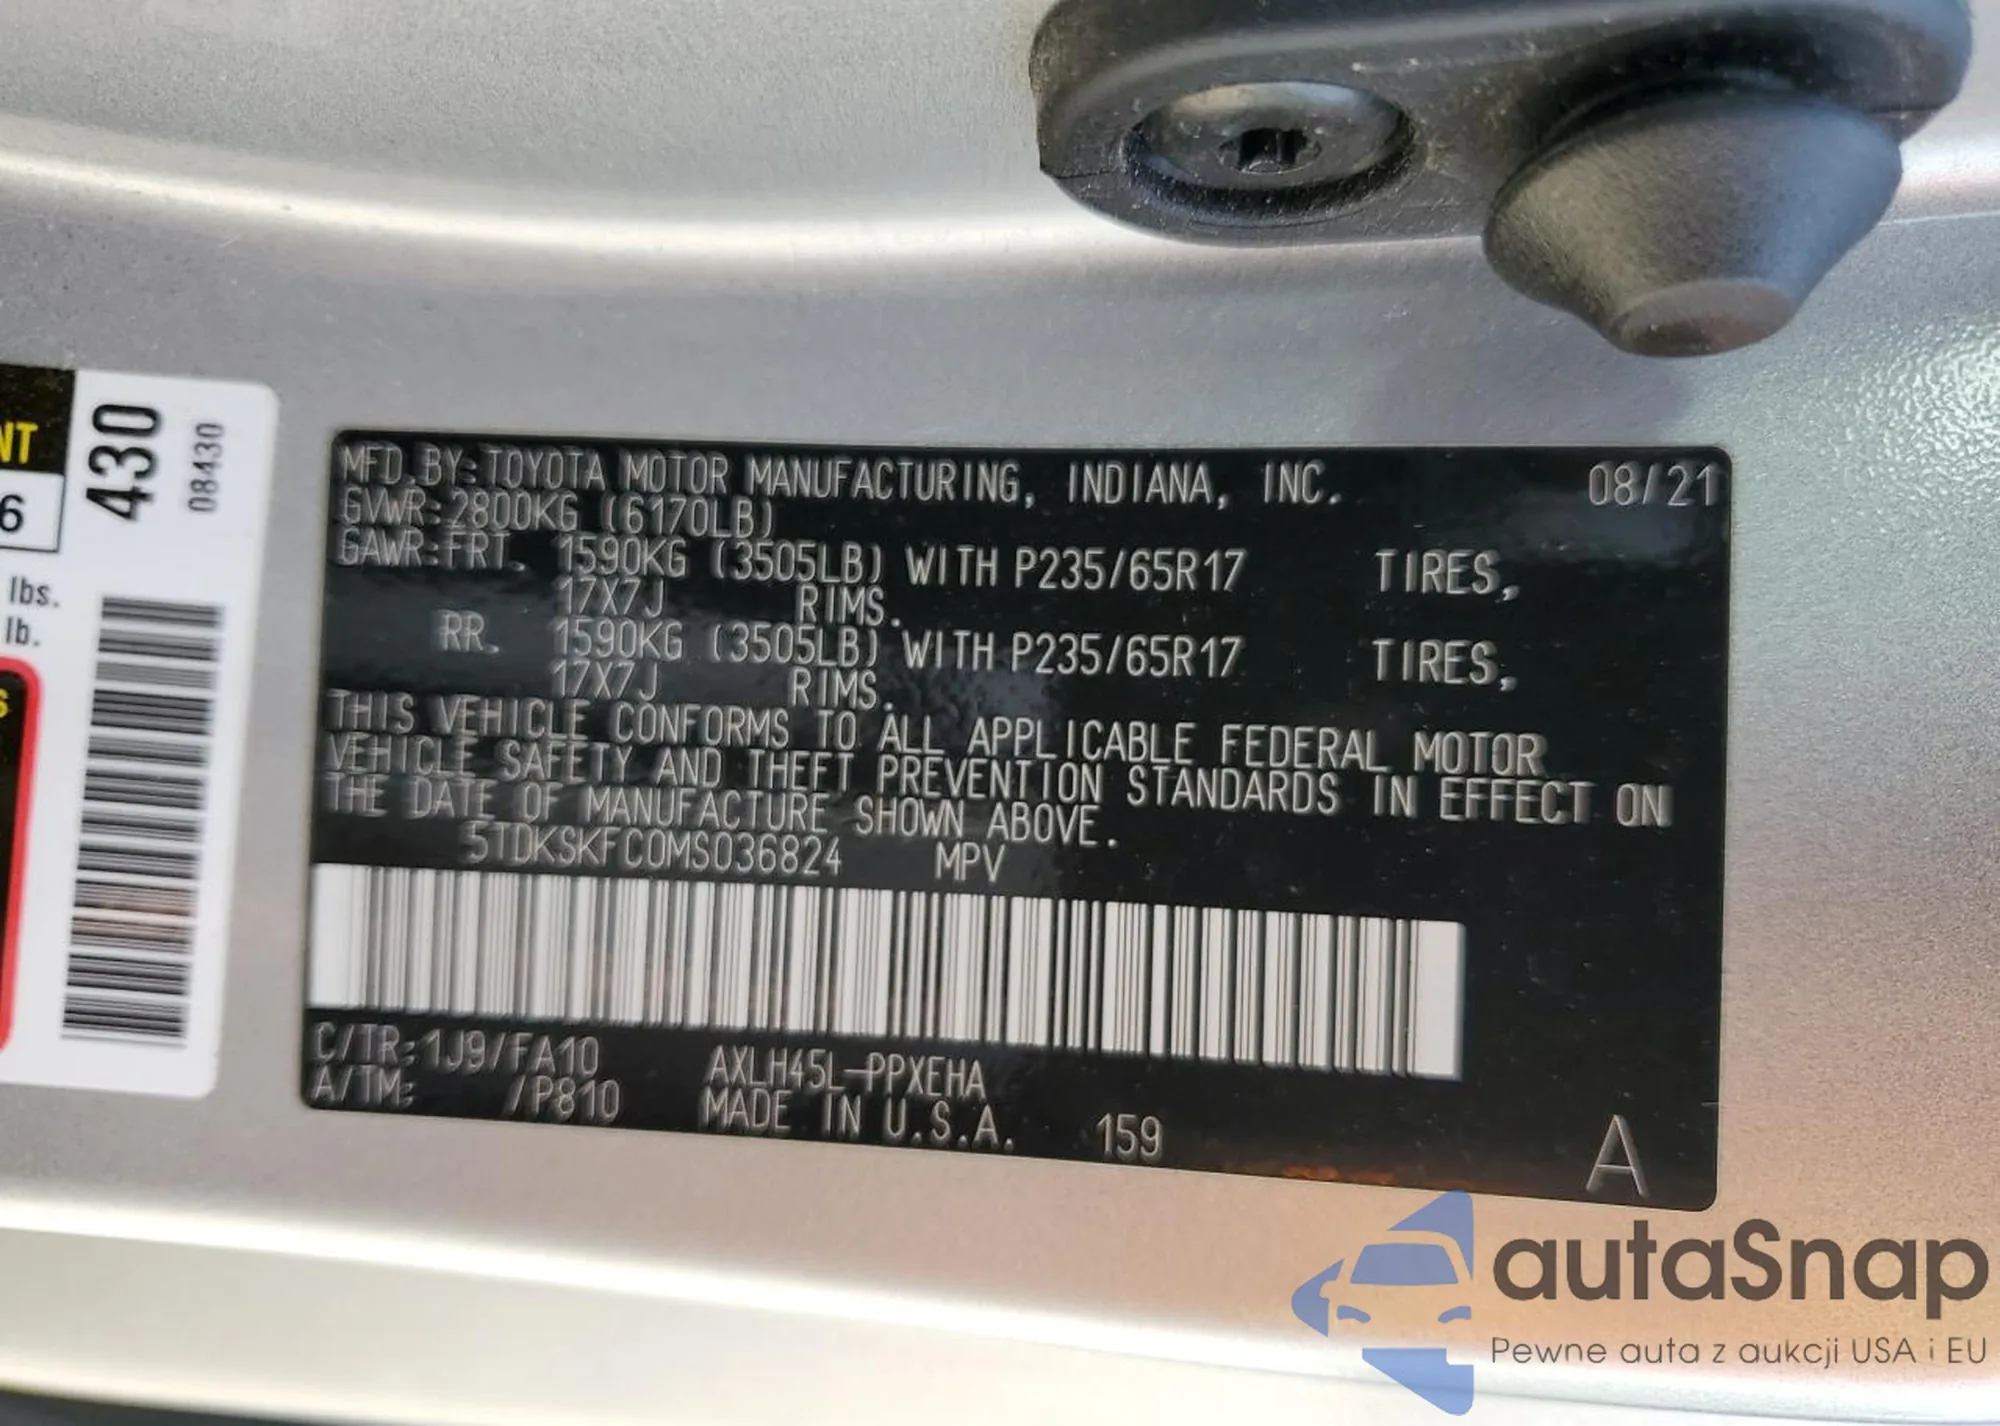 NT
6
lbs.
lb.
S
430
08430
MFD.BY:TOYOTA MOTOR MANUFACTURING, INDIANA, INC. 08/21
GVWR:2800KG (6170LB)
GAWR:FRT. 1590KG (3505LB) WITH P235/65R17 TIRES,
17X7J RIMS.
RR. 1590KG (3505LB) WITH P235/65R17 TIRES,
17X7J RIMS.
THIS VEHICLE CONFORMS TO ALL APPLICABLE FEDERAL MOTOR
VEHICLE SAFETY AND THEFT PREVENTION STANDARDS IN EFFECT ON
THE DATE OF MANUFACTURE SHOWN ABOVE.
5TDKSKFC0MS036824 MPV
C/TR:1J9/FA10 AXLH45L-PPXEHA
A/TM: /P810 MADE IN U.S.A. 159
A
autaSnap
Pewne auta z aukcji USA i EU